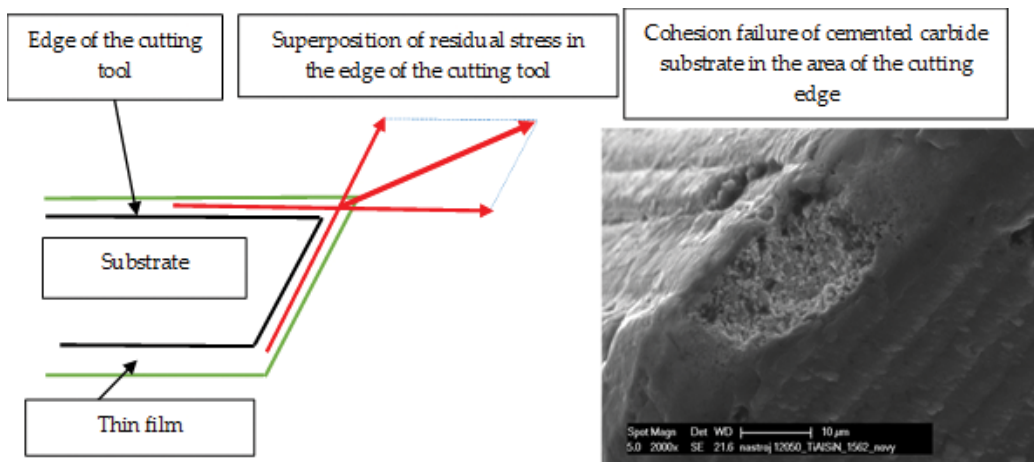 Edge of the cutting
tool
Superposition of residual stress in
the edge of the cutting tool
Cohesion failure of cemented carbide
substrate in the area of the cutting
edge
Substrate
Thin film
Spot Magn Det WD 10 µm
5.0 2000x SE 21.6 nastroj 12050_TiAlSiN_1562_novy